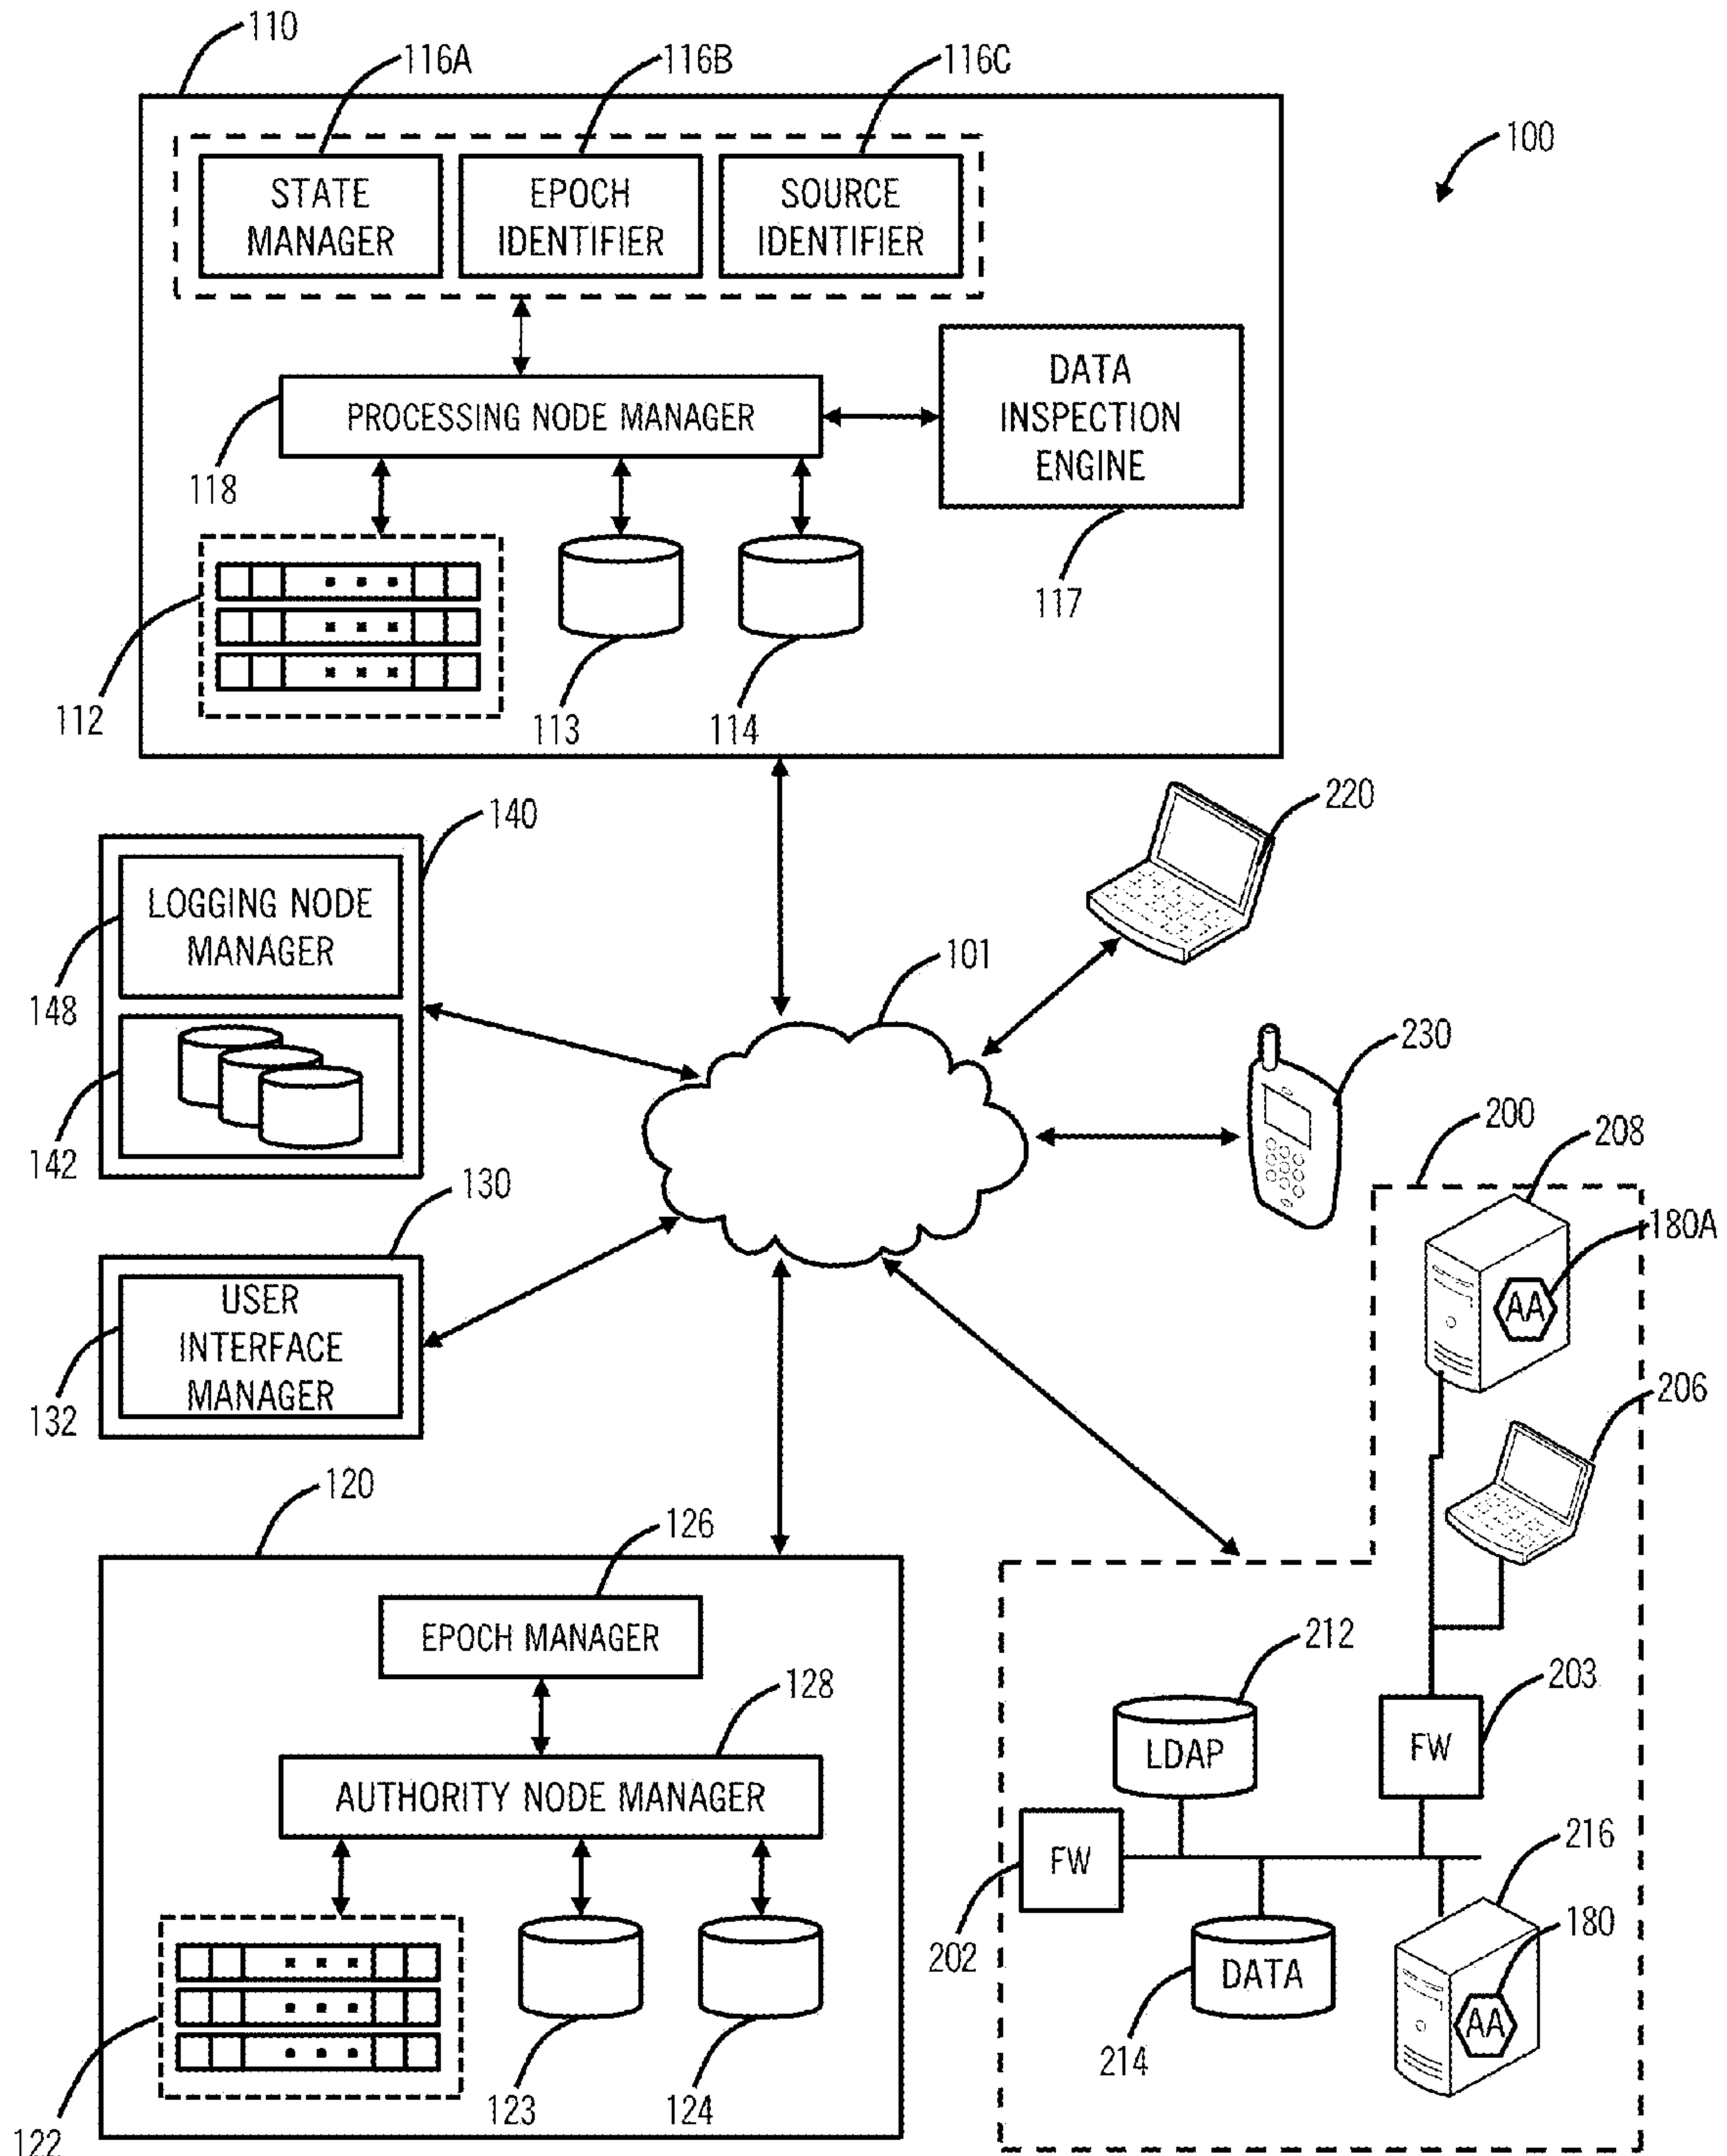 110
116A
116B
116C
100
STATE
MANAGER
EPOCH
IDENTIFIER
SOURCE
IDENTIFIER
DATA
INSPECTION
ENGINE
PROCESSING NODE MANAGER
118
117
112
113
114
220
140
LOGGING NODE
MANAGER
148
101
230
142
200
208
130
180A
USER
INTERFACE
MANAGER
132
AA
206
120
126
EPOCH MANAGER
212
128
203
LDAP
FW
AUTHORITY NODE MANAGER
216
FW
180
202
DATA
AA
214
123
124
122